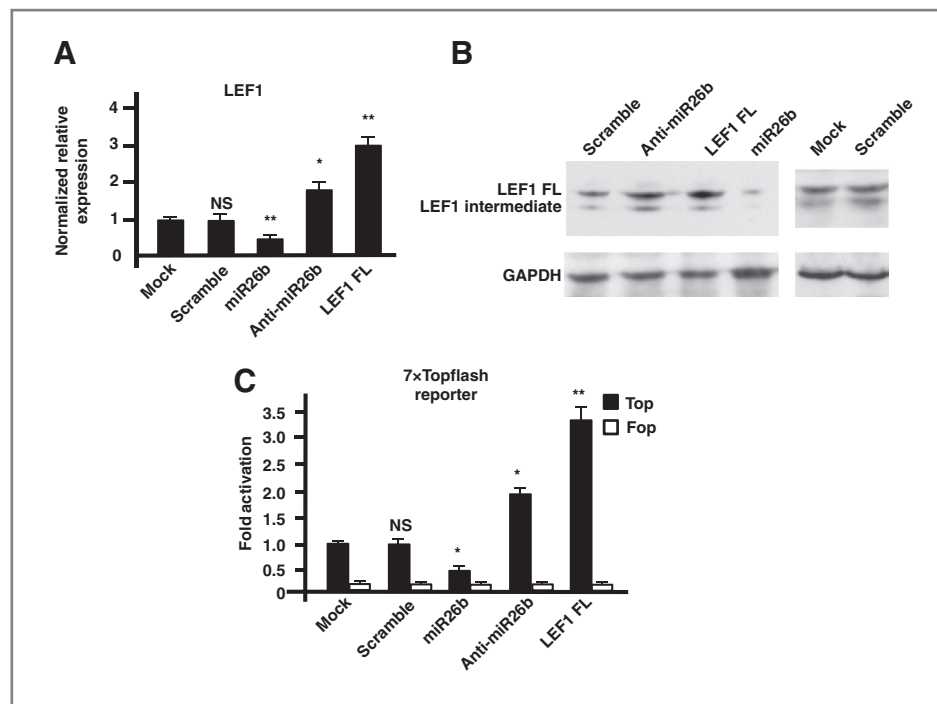 A
LEF1
Normalized relative
expression
4
3
2
1
0
NS
**
*
**
Mock
Scramble
miR26b
Anti-miR26b
LEF1 FL
B
Scramble
Anti-miR26b
LEF1 FL
miR26b
Mock
Scramble
LEF1 FL
LEF1 intermediate
GAPDH
C
7×Topflash
reporter
Fold activation
3.5
3.0
2.5
2.0
1.5
1.0
0.5
0
NS
*
*
**
Top
Fop
Mock
Scramble
miR26b
Anti-miR26b
LEF1 FL